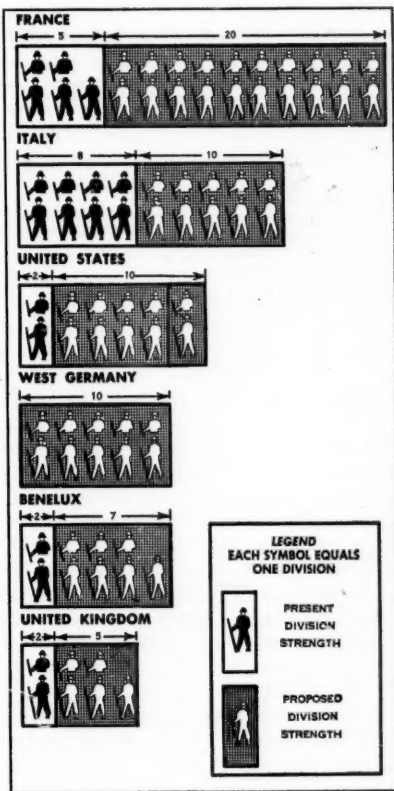 FRANCE
5 20
ITALY
8 10
UNITED STATES
2 10
WEST GERMANY
10
BENELUX
2 7
UNITED KINGDOM
2 5
LEGEND
EACH SYMBOL EQUALS
ONE DIVISION
PRESENT
DIVISION
STRENGTH
PROPOSED
DIVISION
STRENGTH